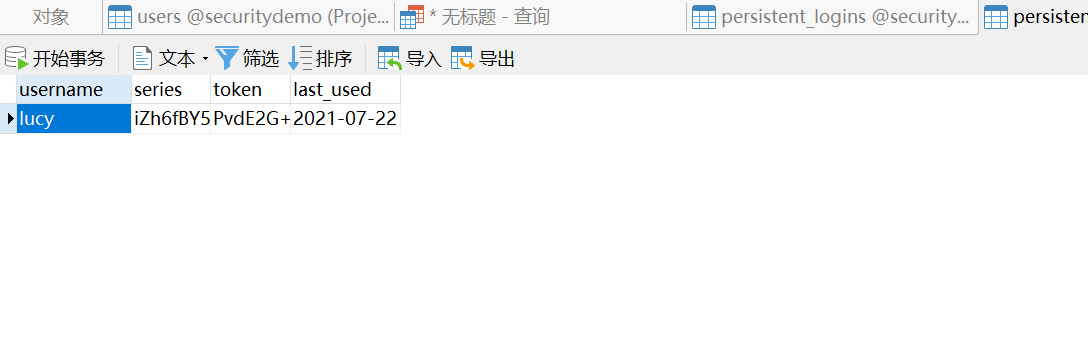 对象 users @securitydemo (Proje... * 无标题 - 查询 persistent_logins @security... persisten
开始事务 文本 筛选 排序 导入 导出
username series token last_used
lucy iZh6fBY5 PvdE2G+ 2021-07-22